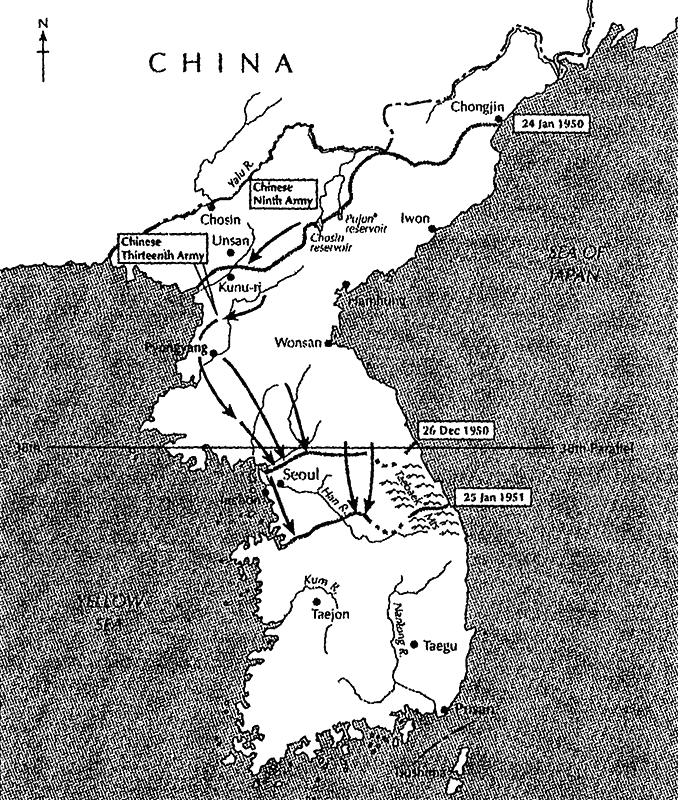 N
CHINA
Chongjin
24 Jan 1950
Yalu R.
Chinese
Ninth Army
Chosin
Pujon
reservoir
Iwon
Chinese
Thirteenth Army
Unsan
Chosin
reservoir
SEA OF
JAPAN
Kunu-ri
Hamhung
Pyongyang
Wonsan
26 Dec 1950
38th Parallel
Seoul
Han R.
Taebaek Mts
25 Jan 1951
Kum R.
Taejon
YELLOW
SEA
Naktong R.
Taegu
Pusan
Tsushima